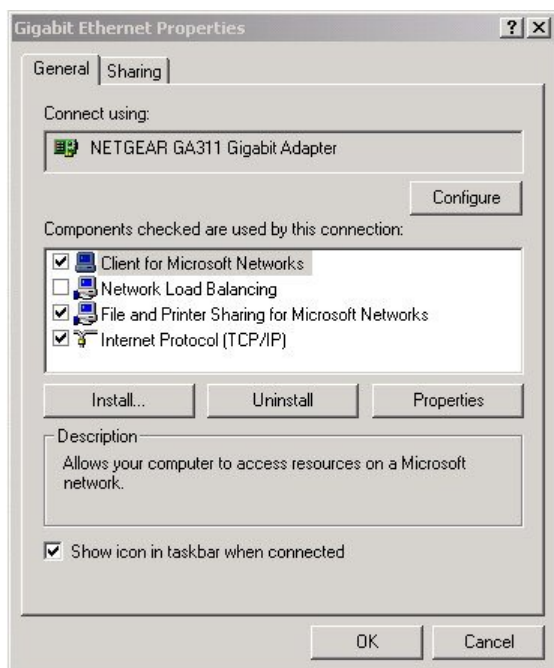 Gigabit Ethernet Properties
General
Sharing
Connect using:
NETGEAR GA311 Gigabit Adapter
Configure
Components checked are used by this connection:
Client for Microsoft Networks
Network Load Balancing
File and Printer Sharing for Microsoft Networks
Internet Protocol (TCP/IP)
Install...
Uninstall
Properties
Description
Allows your computer to access resources on a Microsoft
network.
Show icon in taskbar when connected
OK
Cancel